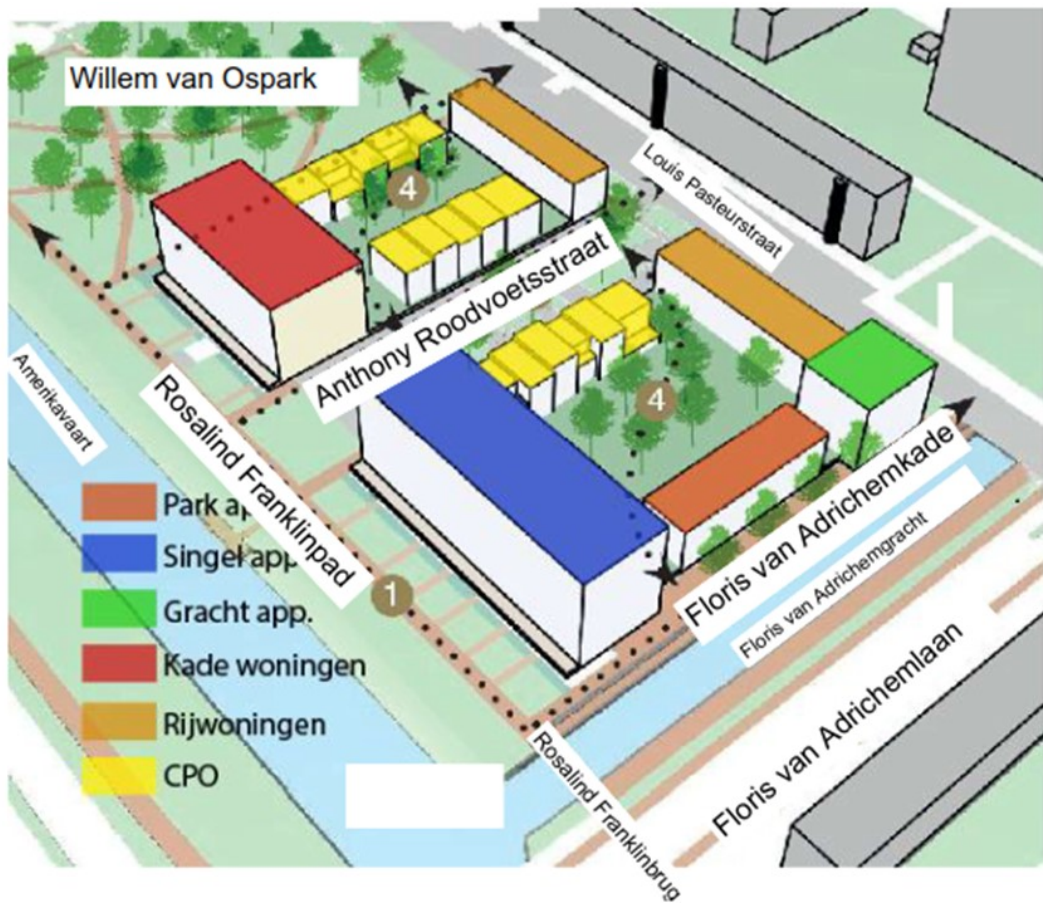 Willem van Ospark
4
Louis Pasteurstraat
Anthony Roodvoetsstraat
4
Amerikavaart
Rosalind Franklinpad
1
Floris van Adrichemkade
Floris van Adrichemgracht
Floris van Adrichemlaan
Rosalind Franklinbrug
Park
Singel app
Gracht app.
Kade woningen
Rijwoningen
CPO